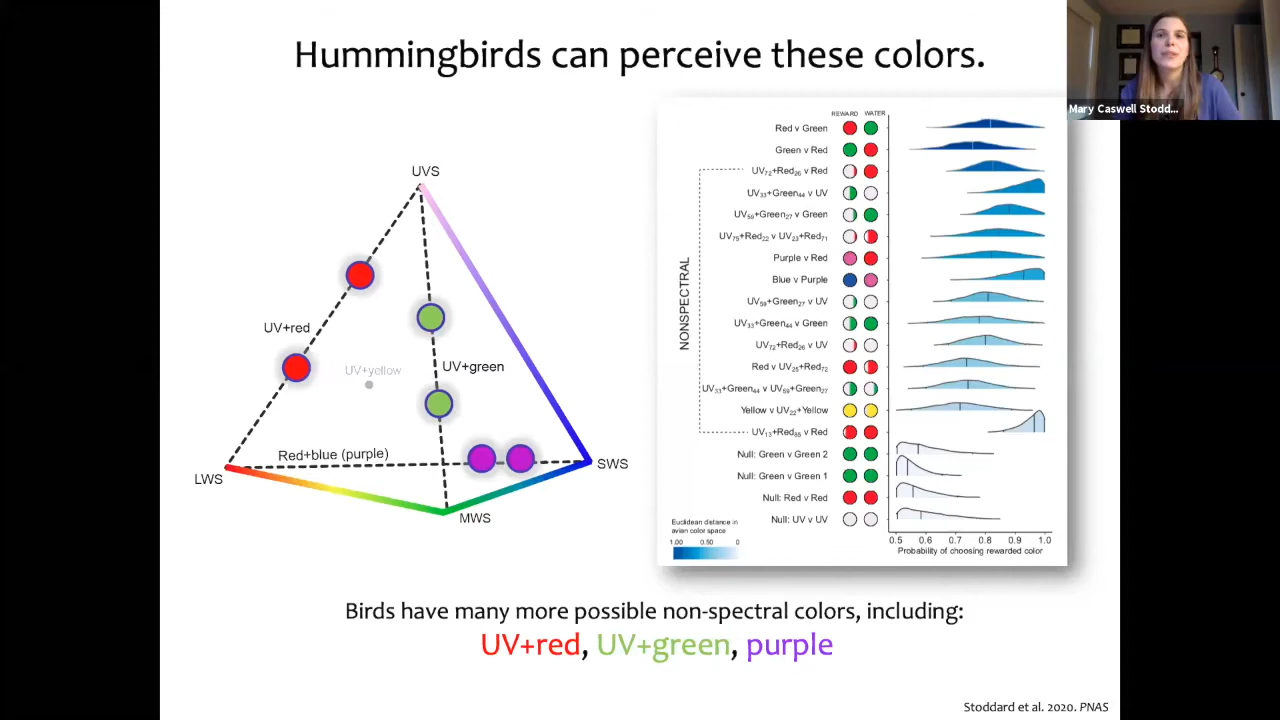 Hummingbirds can perceive these colors.
Mary Caswell Stodd...
UVS
UV+red
UV+yellow
UV+green
Red+blue (purple)
LWS
SWS
MWS
REWARD WATER
Red v Green
Green v Red
UV72+Red26 v Red
UV33+Green44 v UV
UV59+Green27 v Green
UV75+Red22 v UV23+Red71
Purple v Red
Blue v Purple
UV59+Green27 v UV
UV33+Green44 v Green
UV72+Red26 v UV
Red v UV25+Red72
UV33+Green44 v UV59+Green27
Yellow v UV22+Yellow
UV13+Red85 v Red
Null: Green v Green 2
Null: Green v Green 1
Null: Red v Red
Null: UV v UV
NONSPECTRAL
Euclidean distance in
avian color space
1.00 0.50 0
0.5 0.6 0.7 0.8 0.9 1.0
Probability of choosing rewarded color
Birds have many more possible non-spectral colors, including:
UV+red, UV+green, purple
Stoddard et al. 2020. PNAS